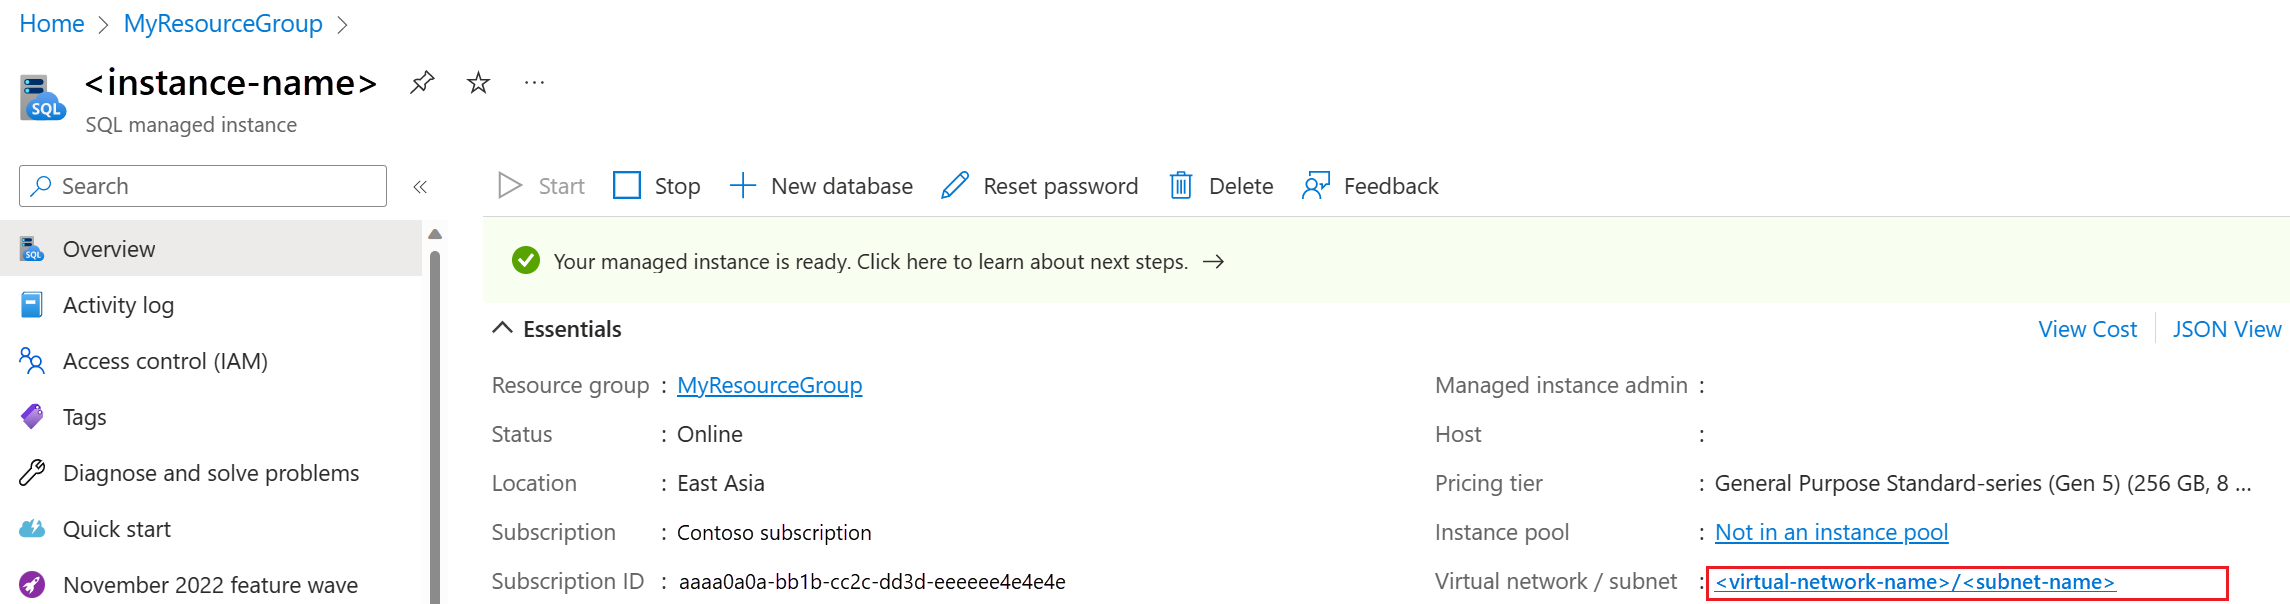 Home > MyResourceGroup >
<instance-name> ...
SQL
SQL managed instance
Search «
Start Stop New database Reset password Delete Feedback
Overview
Activity log
Access control (IAM)
Tags
Diagnose and solve problems
Quick start
November 2022 feature wave
Your managed instance is ready. Click here to learn about next steps. →
Essentials
View Cost JSON View
Resource group : MyResourceGroup
Status : Online
Location : East Asia
Subscription : Contoso subscription
Subscription ID : aaaa0a0a-bb1b-cc2c-dd3d-eeeeee4e4e4e
Managed instance admin :
Host :
Pricing tier : General Purpose Standard-series (Gen 5) (256 GB, 8 ...
Instance pool : Not in an instance pool
Virtual network / subnet : <virtual-network-name>/<subnet-name>